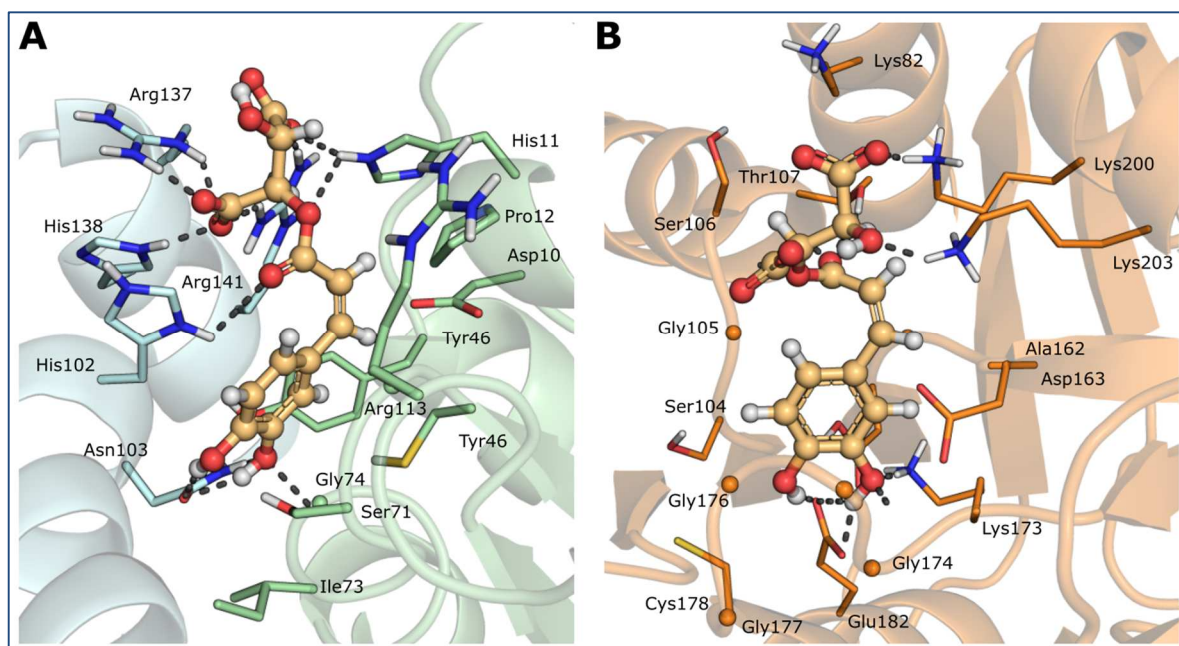 A
Arg137
His11
Pro12
His138
Asp10
Arg141
Tyr46
His102
Arg113
Tyr46
Asn103
Gly74
Ser71
Ile73
B
Lys82
Thr107
Lys200
Ser106
Lys203
Gly105
Ala162
Asp163
Ser104
Gly176
Lys173
Gly174
Cys178
Gly177
Glu182